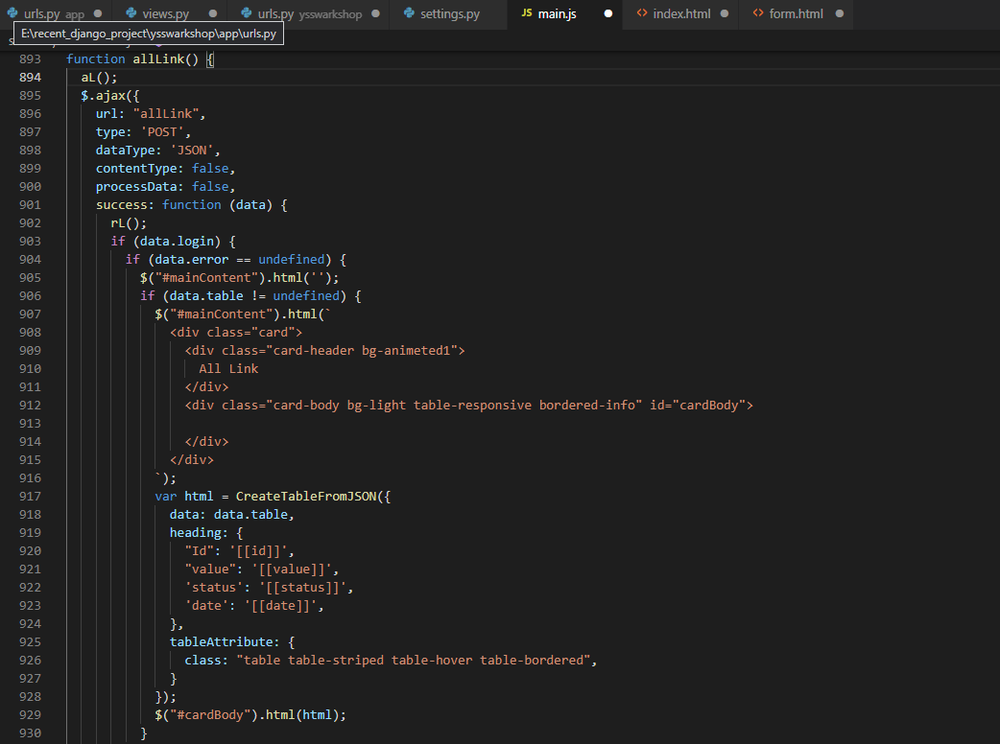 urls.py app ● views.py ● urls.py ysswarkshop ● settings.py JS main.js ● <> index.html ● <> form.html ●
E:\recent_django_project\ysswarkshop\app\urls.py
893 function allLink() {
894 aL();
895 $.ajax({
896 url: "allLink",
897 type: 'POST',
898 dataType: 'JSON',
899 contentType: false,
900 processData: false,
901 success: function (data) {
902 rL();
903 if (data.login) {
904 if (data.error == undefined) {
905 $("#mainContent").html('');
906 if (data.table != undefined) {
907 $("#mainContent").html(`
908 <div class="card">
909 <div class="card-header bg-animeted1">
910 All Link
911 </div>
912 <div class="card-body bg-light table-responsive bordered-info" id="cardBody">
913
914 </div>
915 </div>
916 `);
917 var html = CreateTableFromJSON({
918 data: data.table,
919 heading: {
920 "Id": '[[id]]',
921 "value": '[[value]]',
922 'status': '[[status]]',
923 'date': '[[date]]',
924 },
925 tableAttribute: {
926 class: "table table-striped table-hover table-bordered",
927 }
928 });
929 $("#cardBody").html(html);
930 }